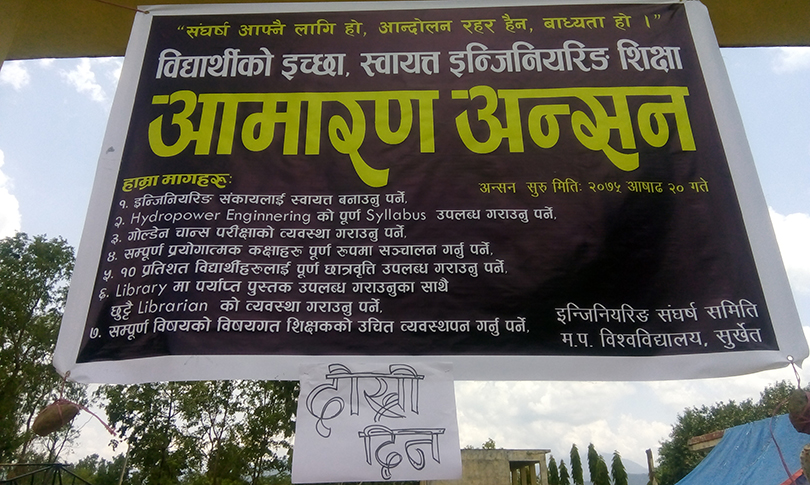 “संघर्ष आफ्नै लागि हो, आन्दोलन रहर हैन, बाध्यता हो ।”
विद्यार्थीको इच्छा, स्वायत्त इन्जिनियरिङ शिक्षा
आमारण अन्सन
हाम्रा मागहरुः
अन्सन सुरु मितिः २०७५ आषाढ २० गते
१. इन्जिनियरिङ संकायलाई स्वायत्त बनाउनु पर्ने,
२. Hydropower Enginnering को पूर्ण Syllabus उपलब्ध गराउनु पर्ने,
३. गोल्डेन चान्स परीक्षाको व्यवस्था गराउनु पर्ने,
४. सम्पूर्ण प्रयोगात्मक कक्षाहरु पूर्ण रुपमा सञ्चालन गर्नु पर्ने,
५. १० प्रतिशत विद्यार्थीहरुलाई पूर्ण छात्रवृत्ति उपलब्ध गराउनु पर्ने,
६. Library मा पर्याप्त पुस्तक उपलब्ध गराउनुका साथै
छुट्टै Librarian को व्यवस्था गराउनु पर्ने,
७. सम्पूर्ण विषयको विषयगत शिक्षकको उचित व्यवस्थपन गर्नु पर्ने,
इन्जिनियरिङ संघर्ष समिति
म.प. विश्वविद्यालय, सुर्खेत
दोस्रो
दिन